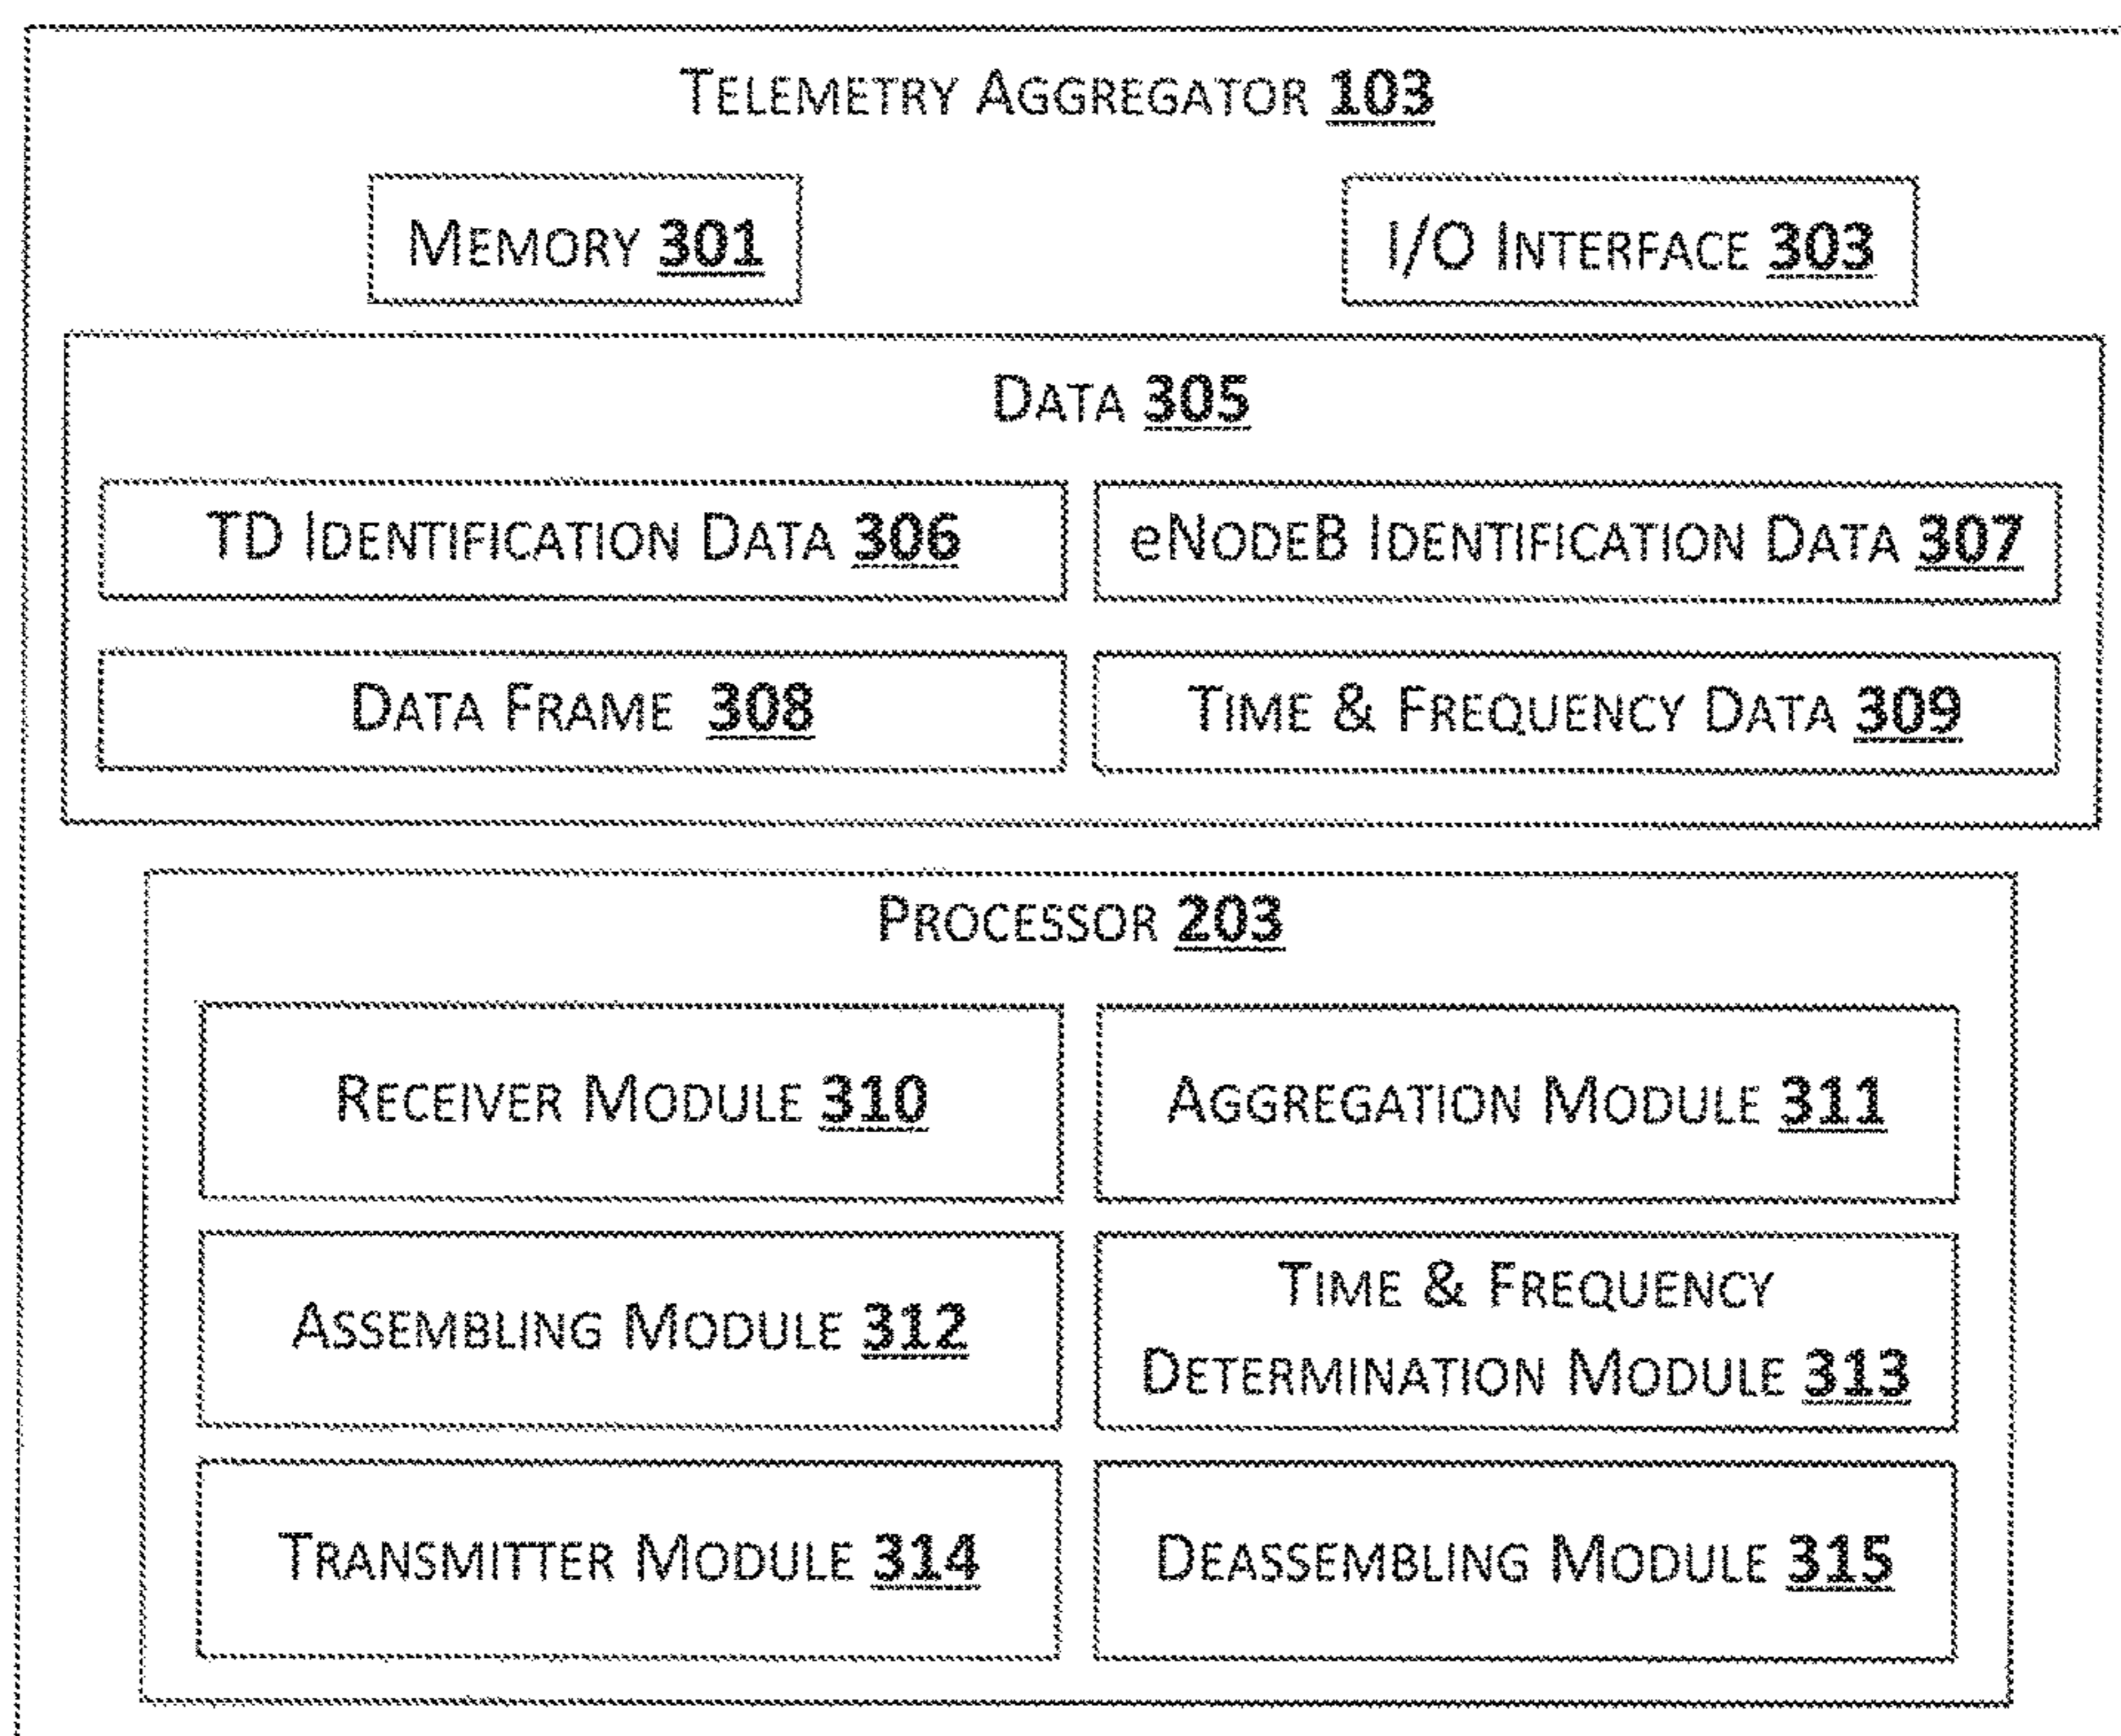 TELEMETRY AGGREGATOR 103
MEMORY 301
I/O INTERFACE 303
DATA 305
TD IDENTIFICATION DATA 306
eNODEB IDENTIFICATION DATA 307
DATA FRAME 308
TIME & FREQUENCY DATA 309
PROCESSOR 203
RECEIVER MODULE 310
AGGREGATION MODULE 311
ASSEMBLING MODULE 312
TIME & FREQUENCY
DETERMINATION MODULE 313
TRANSMITTER MODULE 314
DEASSEMBLING MODULE 315